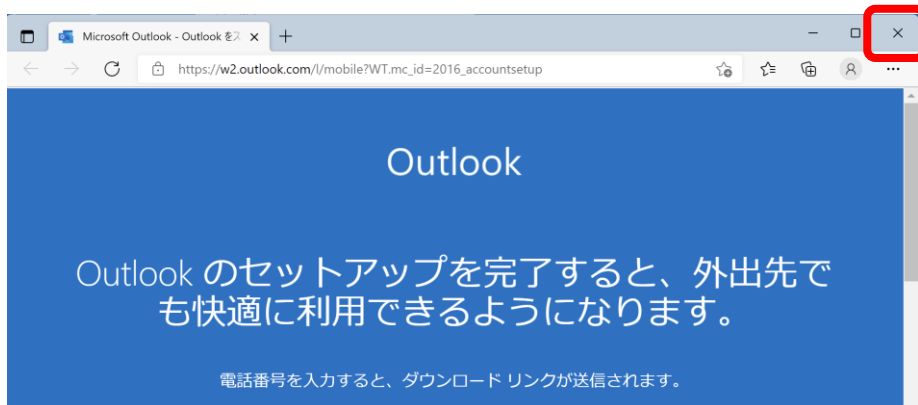 Microsoft Outlook - Outlook をス
https://w2.outlook.com/l/mobile?WT.mc_id=2016_accountsetup
Outlook
Outlook のセットアップを完了すると、外出先で
も快適に利用できるようになります。
電話番号を入力すると、ダウンロード リンクが送信されます。